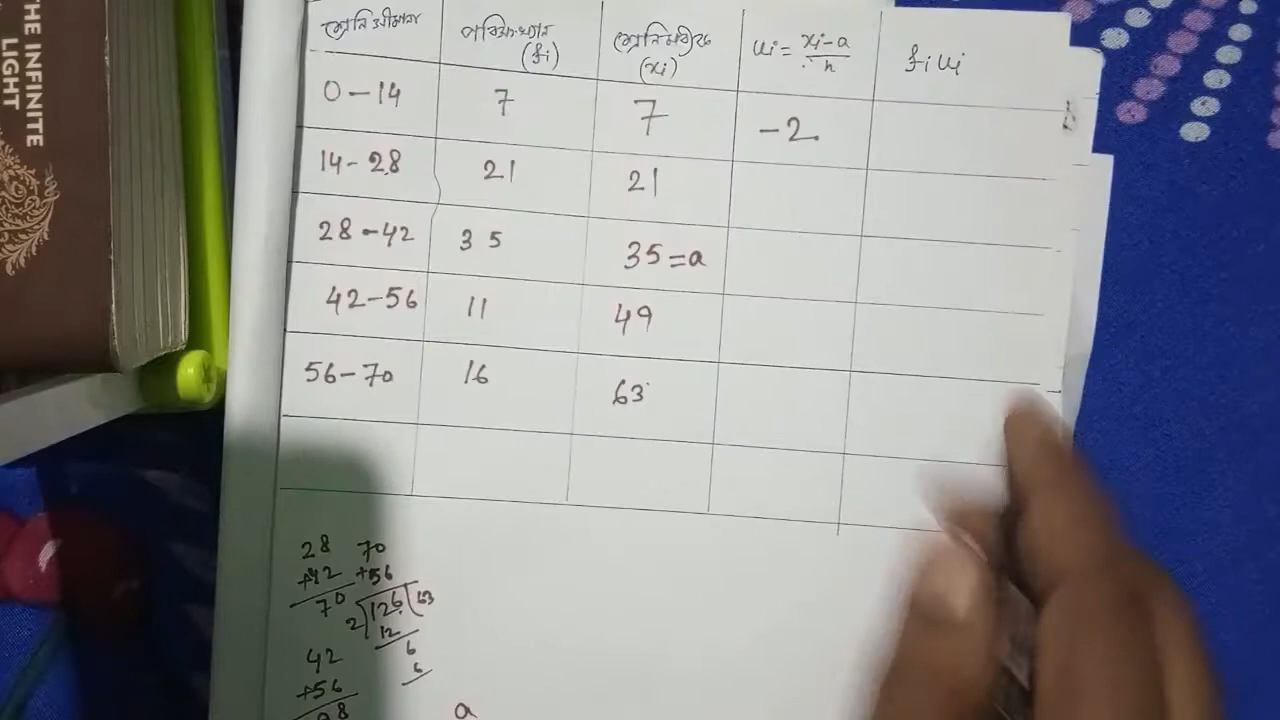 THE INFINITE
LIGHT
শ্রেনিসীমানা পরিসংখ্যান (fi) শ্রেনিমধ্যক (xi) ui = xi-a/h fiui
0-14 7 7 -2
14-28 21 21
28-42 35 35=a
42-56 11 49
56-70 16 63
28 70
+42 +56
70 2)126(63
12
6
6
42
+56
98
a